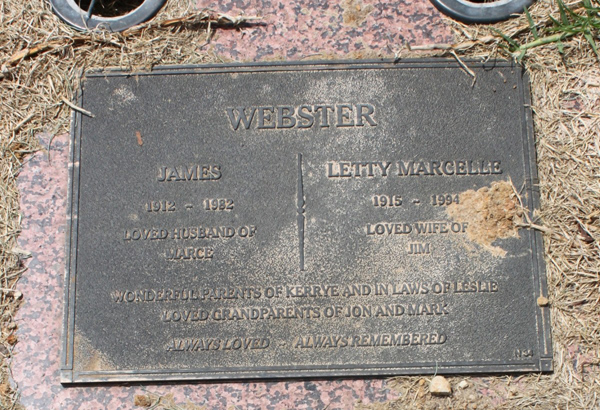 WEBSTER
JAMES
1912 ~ 1982
LOVED HUSBAND OF
MARCE
LETTY MARCELLE
1915 ~ 1994
LOVED WIFE OF
JIM
WONDERFUL PARENTS OF KERRYE AND IN LAWS OF LESLIE
LOVED GRANDPARENTS OF JON AND MARK
ALWAYS LOVED ~ ALWAYS REMEMBERED